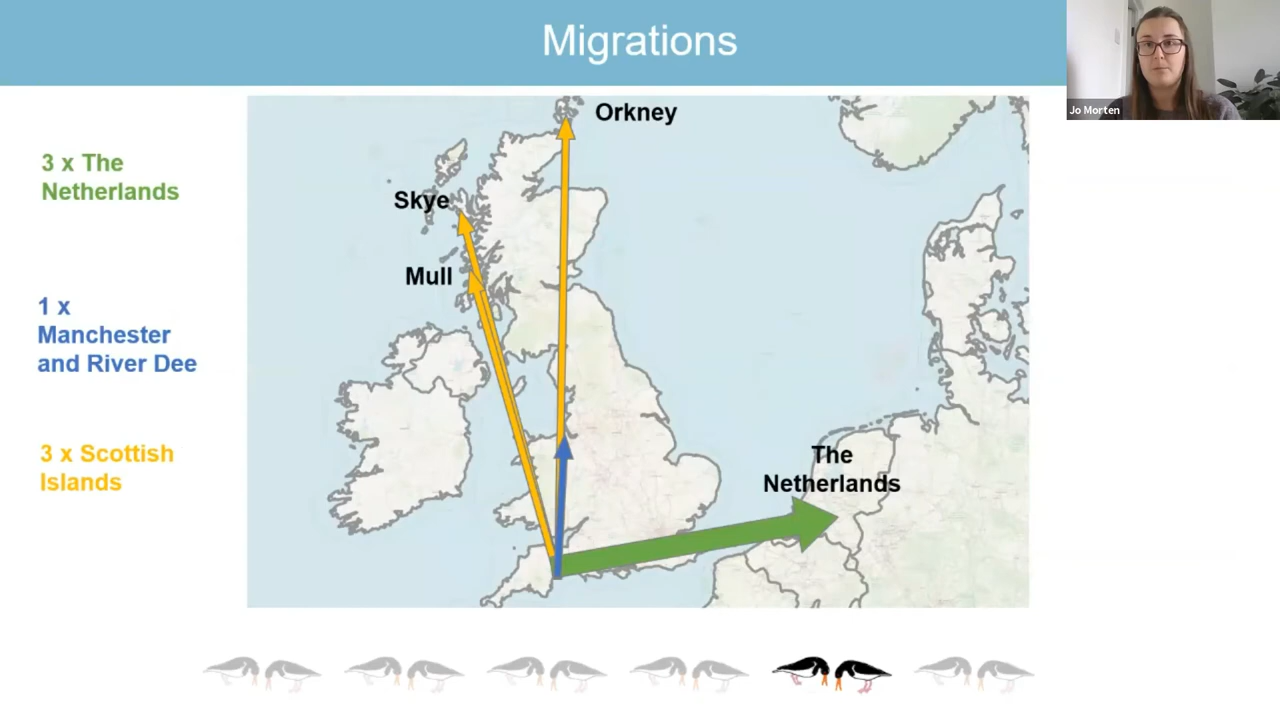 Migrations
Jo Morten
Orkney
3 x The
Netherlands
Skye
Mull
1 x
Manchester
and River Dee
3 x Scottish
Islands
The
Netherlands